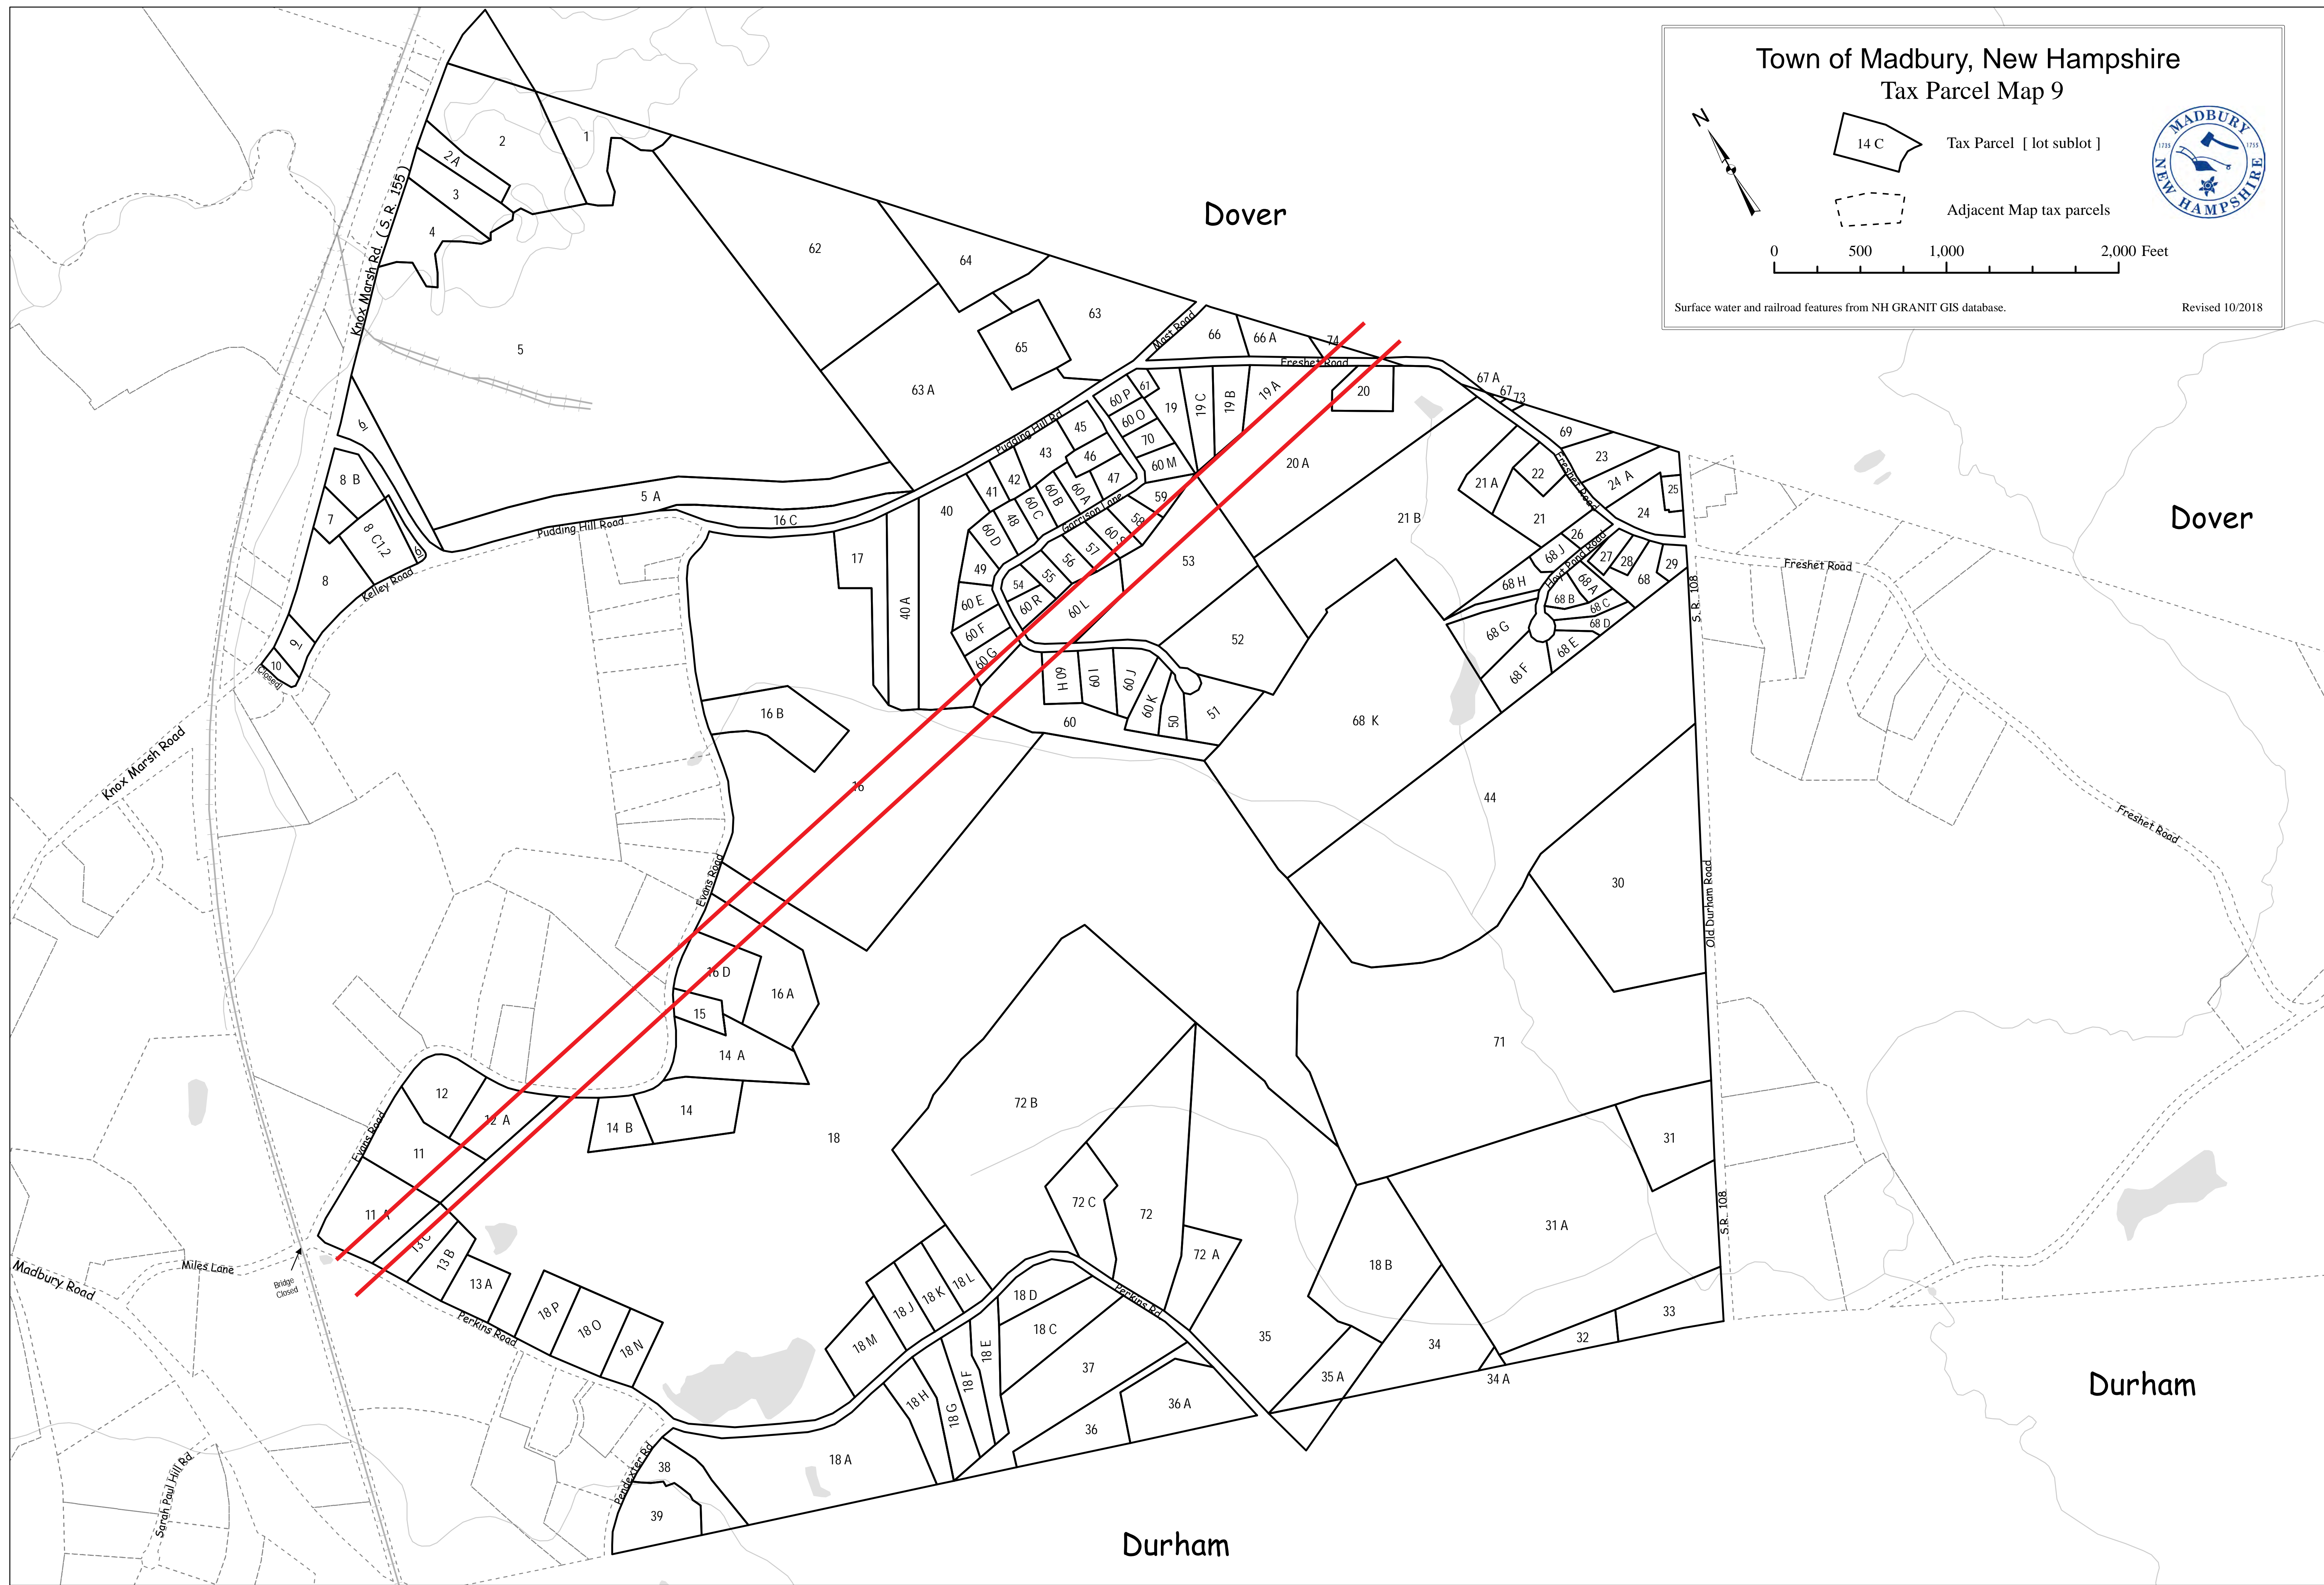 Town of Madbury, New Hampshire
Tax Parcel Map 9
N
14 C
Tax Parcel [ lot sublot ]
Adjacent Map tax parcels
MADBURY
1755
1755
NEW HAMPSHIRE
0 500 1,000 2,000 Feet
Surface water and railroad features from NH GRANIT GIS database.
Revised 10/2018
Dover
Dover
Durham
Durham
Knox Marsh Rd. ( S. R. 155 )
1
2
2 A
3
4
5
6
62
64
63
65
63 A
Mast Road
66
66 A
74
Freshet Road
67 A
67
73
8 B
7
8 C1.2
6
8
Kelley Road
9
10
(Closed)
5 A
Pudding Hill Road
16 C
Pudding Hill Rd
60 P
67
60 O
70
60 M
19
19 C
19 B
19 A
20
20 A
45
43
46
42
47
41
40
60 A
60 B
60 C
48
60 D
Garrison Lane
59
58
57
56
55
54
49
60 E
60 F
60 G
60 R
60 L
53
52
17
40 A
60 H
60 I
60 J
60 K
50
51
60
21 B
21 A
22
21
69
23
24 A
25
24
Freshet Road
26
27
28
29
Hoyt Pond Road
68 J
68 H
68 A
68
68 B
68 C
68 D
68 E
68 F
68 G
68 K
44
30
S.R. 108
Old Durham Road
Freshet Road
Freshet Road
Knox Marsh Road
16 B
16
Evans Road
16 D
16 A
15
14 A
14
14 B
12
12 A
11
11 A
Evans Road
13 C
13 B
13 A
18 P
18 O
18 N
Perkins Road
Madbury Road
Miles Lane
Bridge
Closed
Sarah Paul Hill Rd
18
72 B
72 C
72
72 A
71
31
31 A
S.R. 108
33
32
34 A
34
35 A
35
18 B
Perkins Rd
18 M
18 J
18 K
18 L
18 D
18 C
18 E
18 F
18 G
18 H
37
36
36 A
18 A
38
39
Pendexter Rd